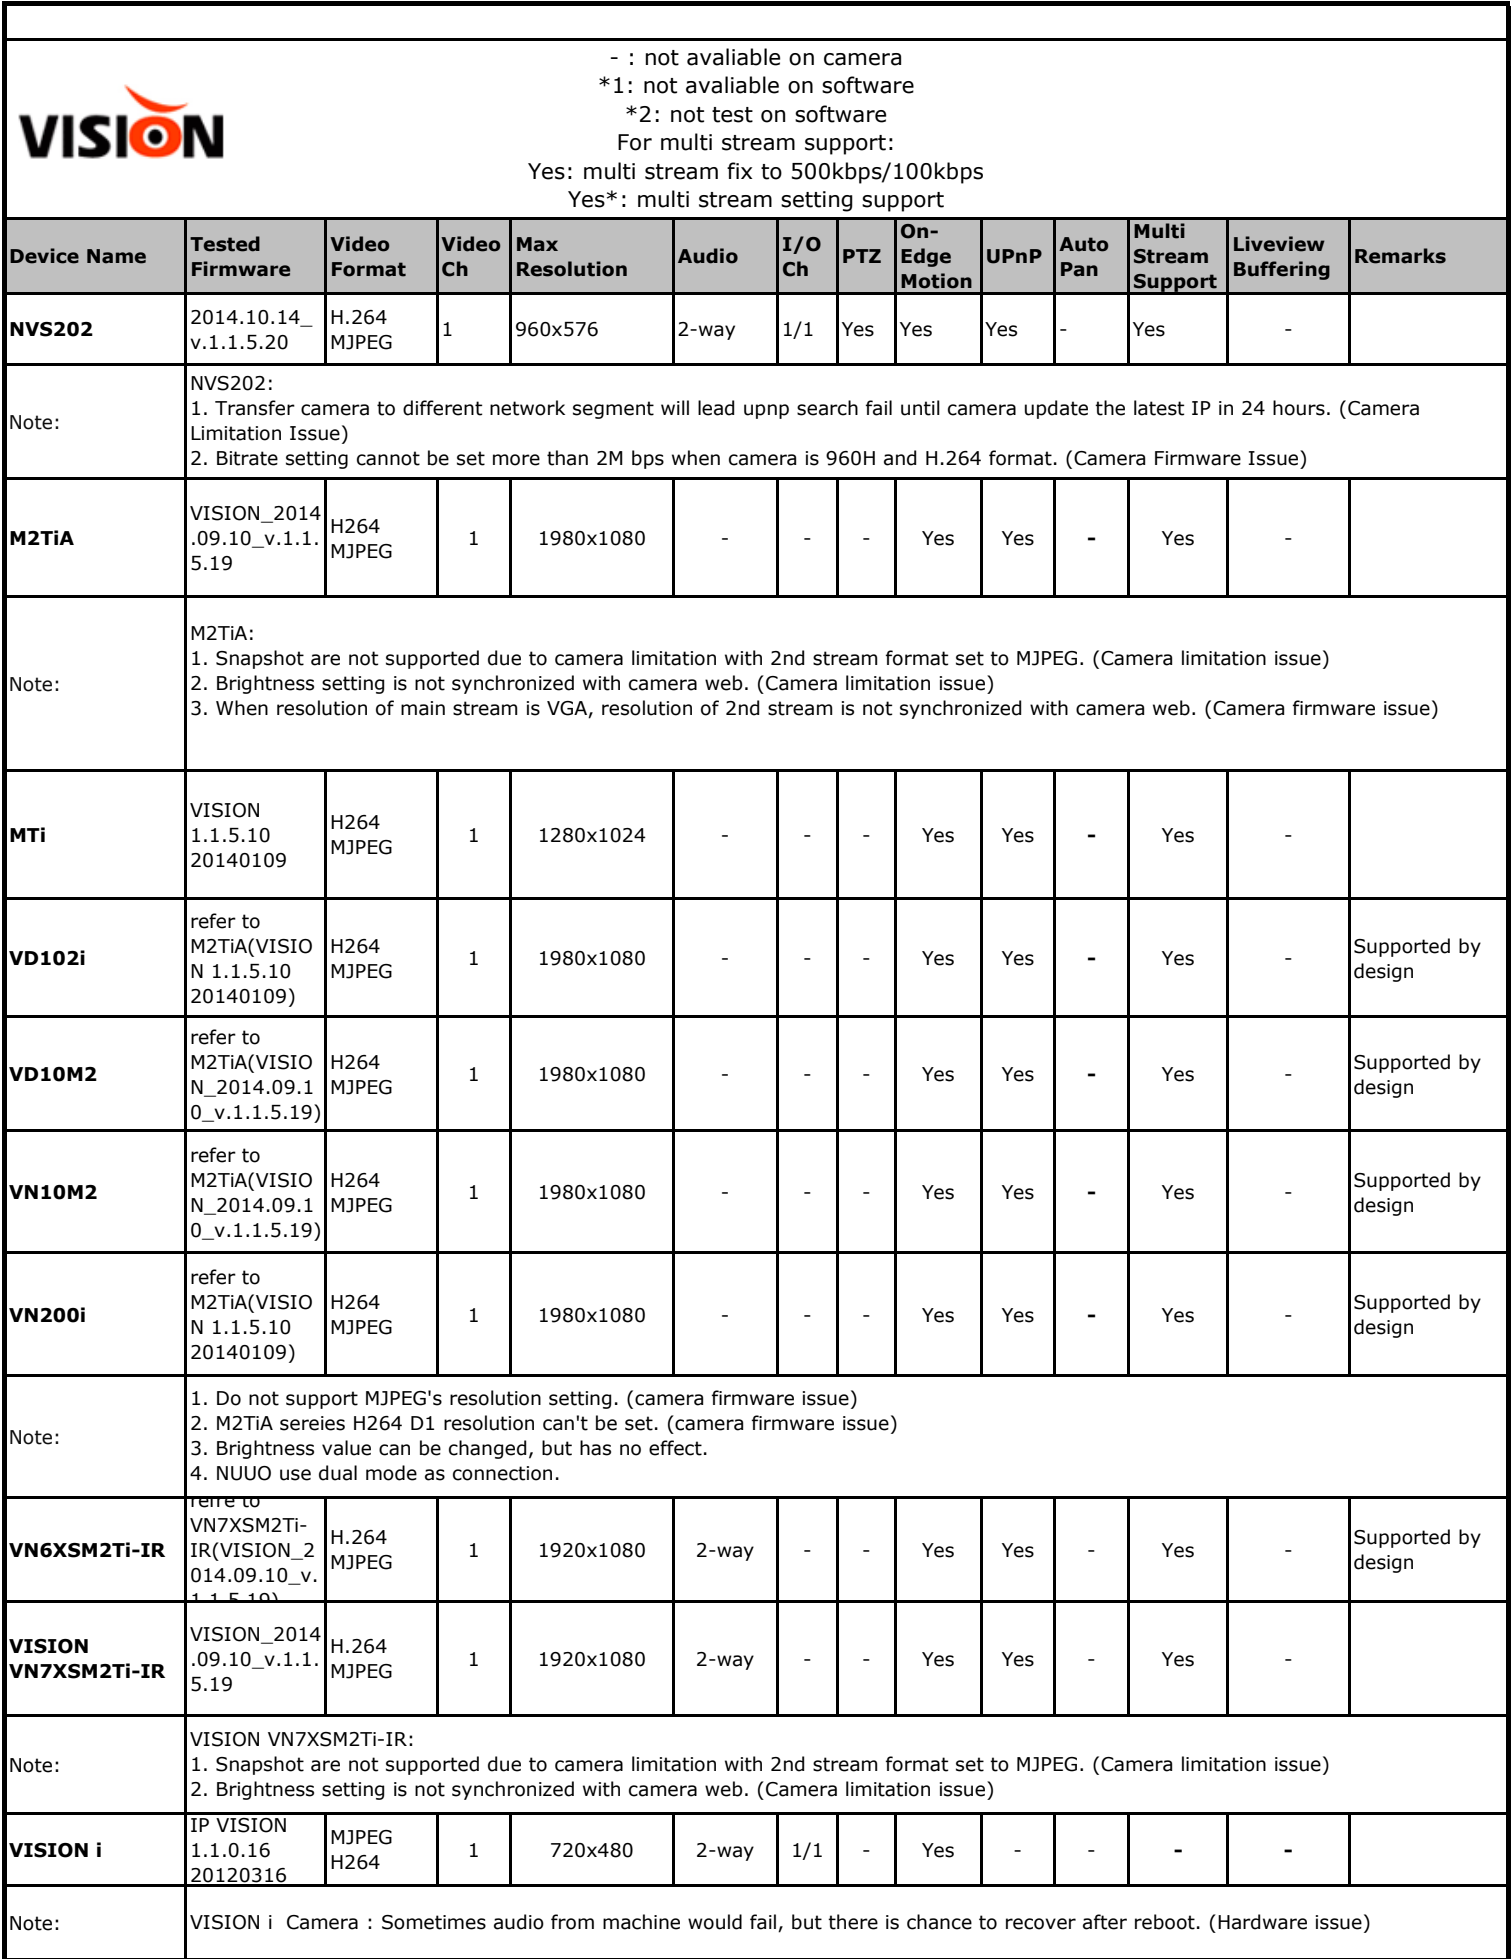 - : not avaliable on camera
*1: not avaliable on software
*2: not test on software
For multi stream support:
Yes: multi stream fix to 500kbps/100kbps
Yes*: multi stream setting support
VISION
Device Name Tested Firmware Video Format Video Ch Max Resolution Audio I/O Ch PTZ On-Edge Motion UPnP Auto Pan Multi Stream Support Liveview Buffering Remarks
NVS202 2014.10.14_v.1.1.5.20 H.264 MJPEG 1 960x576 2-way 1/1 Yes Yes Yes - Yes -
Note:
NVS202:
1. Transfer camera to different network segment will lead upnp search fail until camera update the latest IP in 24 hours. (Camera
Limitation Issue)
2. Bitrate setting cannot be set more than 2M bps when camera is 960H and H.264 format. (Camera Firmware Issue)
M2TiA VISION_2014.09.10_v.1.1.5.19 H264 MJPEG 1 1980x1080 - - - Yes Yes - Yes -
Note:
M2TiA:
1. Snapshot are not supported due to camera limitation with 2nd stream format set to MJPEG. (Camera limitation issue)
2. Brightness setting is not synchronized with camera web. (Camera limitation issue)
3. When resolution of main stream is VGA, resolution of 2nd stream is not synchronized with camera web. (Camera firmware issue)
MTi VISION 1.1.5.10 20140109 H264 MJPEG 1 1280x1024 - - - Yes Yes - Yes -
VD102i refer to M2TiA(VISION 1.1.5.10 20140109) H264 MJPEG 1 1980x1080 - - - Yes Yes - Yes - Supported by design
VD10M2 refer to M2TiA(VISION_2014.09.10_v.1.1.5.19) H264 MJPEG 1 1980x1080 - - - Yes Yes - Yes - Supported by design
VN10M2 refer to M2TiA(VISION_2014.09.10_v.1.1.5.19) H264 MJPEG 1 1980x1080 - - - Yes Yes - Yes - Supported by design
VN200i refer to M2TiA(VISION 1.1.5.10 20140109) H264 MJPEG 1 1980x1080 - - - Yes Yes - Yes - Supported by design
Note:
1. Do not support MJPEG's resolution setting. (camera firmware issue)
2. M2TiA sereies H264 D1 resolution can't be set. (camera firmware issue)
3. Brightness value can be changed, but has no effect.
4. NUUO use dual mode as connection.
VN6XSM2Ti-IR refre to VN7XSM2Ti-IR(VISION_2014.09.10_v.1.1.5.19) H.264 MJPEG 1 1920x1080 2-way - - Yes Yes - Yes - Supported by design
VISION VN7XSM2Ti-IR VISION_2014.09.10_v.1.1.5.19 H.264 MJPEG 1 1920x1080 2-way - - Yes Yes - Yes -
Note:
VISION VN7XSM2Ti-IR:
1. Snapshot are not supported due to camera limitation with 2nd stream format set to MJPEG. (Camera limitation issue)
2. Brightness setting is not synchronized with camera web. (Camera limitation issue)
VISION i IP VISION 1.1.0.16 20120316 MJPEG H264 1 720x480 2-way 1/1 - Yes - - - -
Note:
VISION i Camera : Sometimes audio from machine would fail, but there is chance to recover after reboot. (Hardware issue)